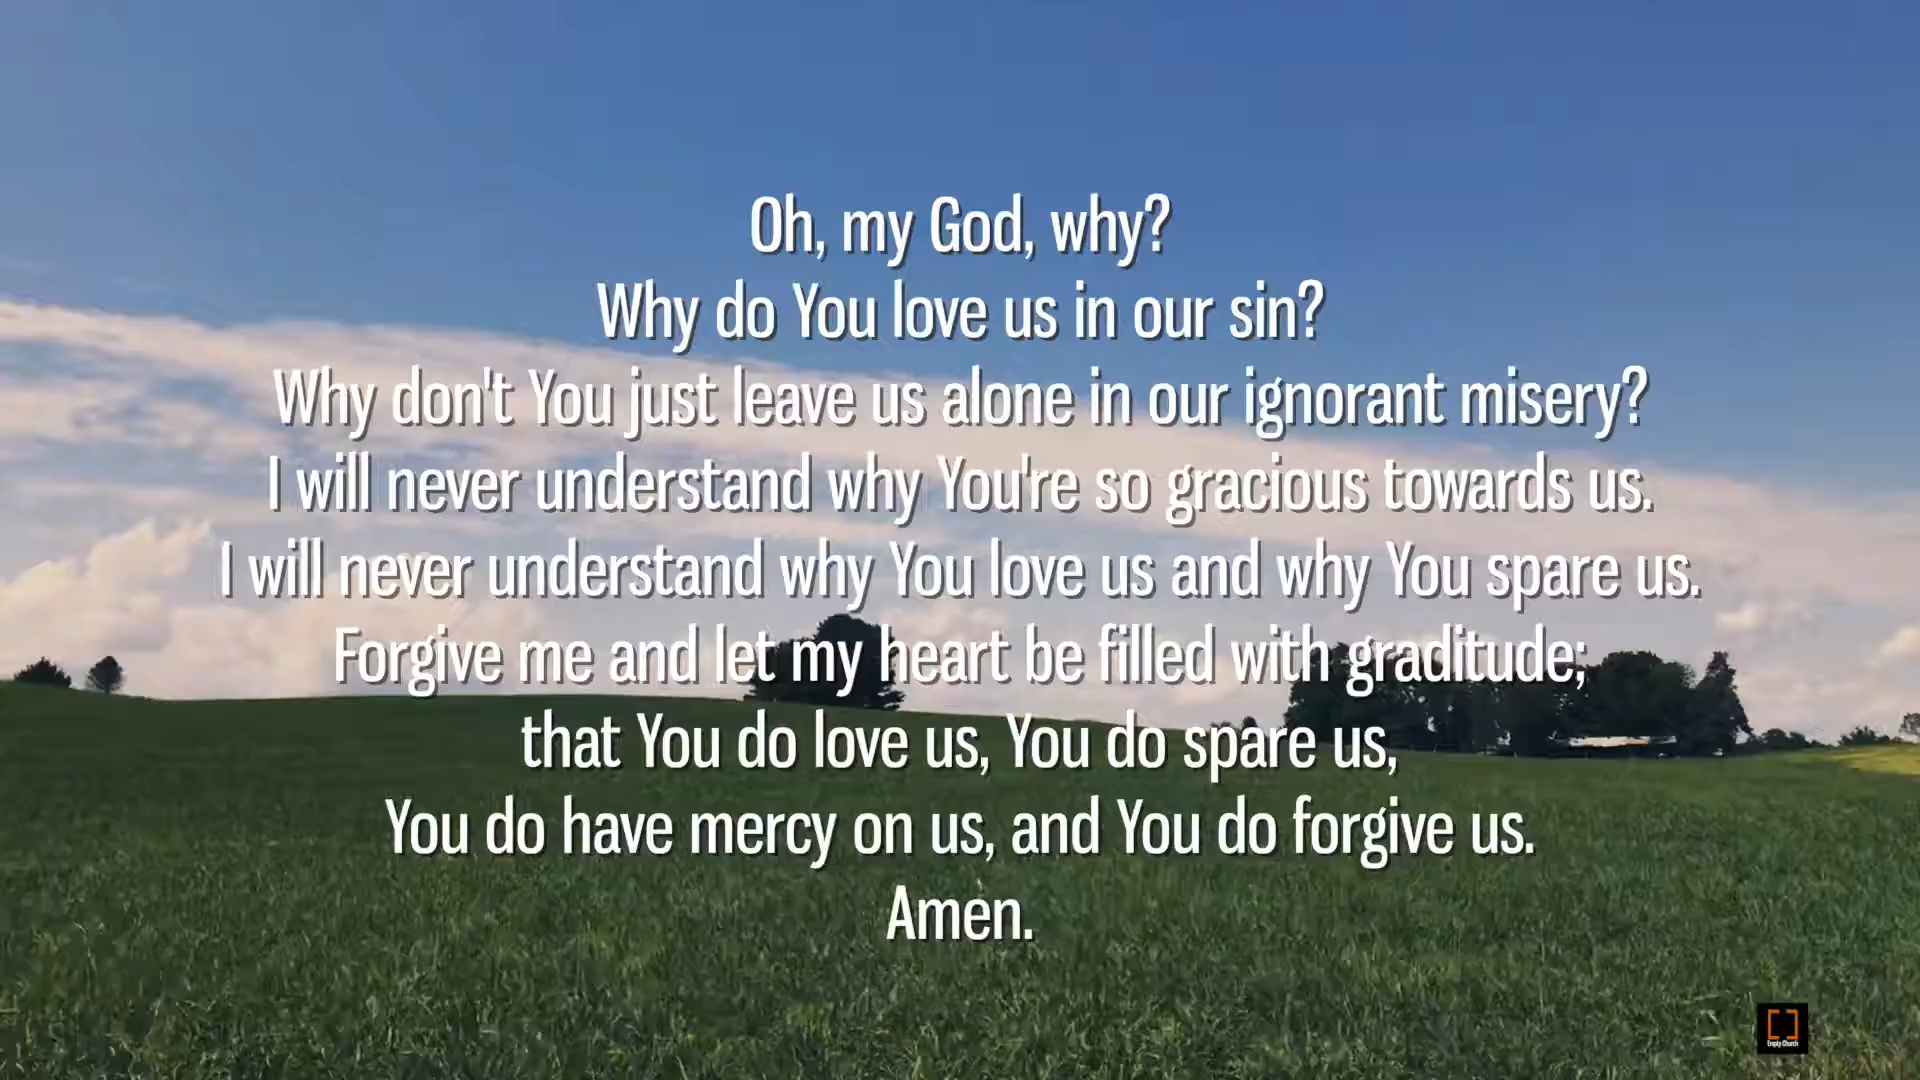 Oh, my God, why?
Why do You love us in our sin?
Why don't You just leave us alone in our ignorant misery?
I will never understand why You're so gracious towards us.
I will never understand why You love us and why You spare us.
Forgive me and let my heart be filled with graditude;
that You do love us, You do spare us,
You do have mercy on us, and You do forgive us.
Amen.
Empty Church